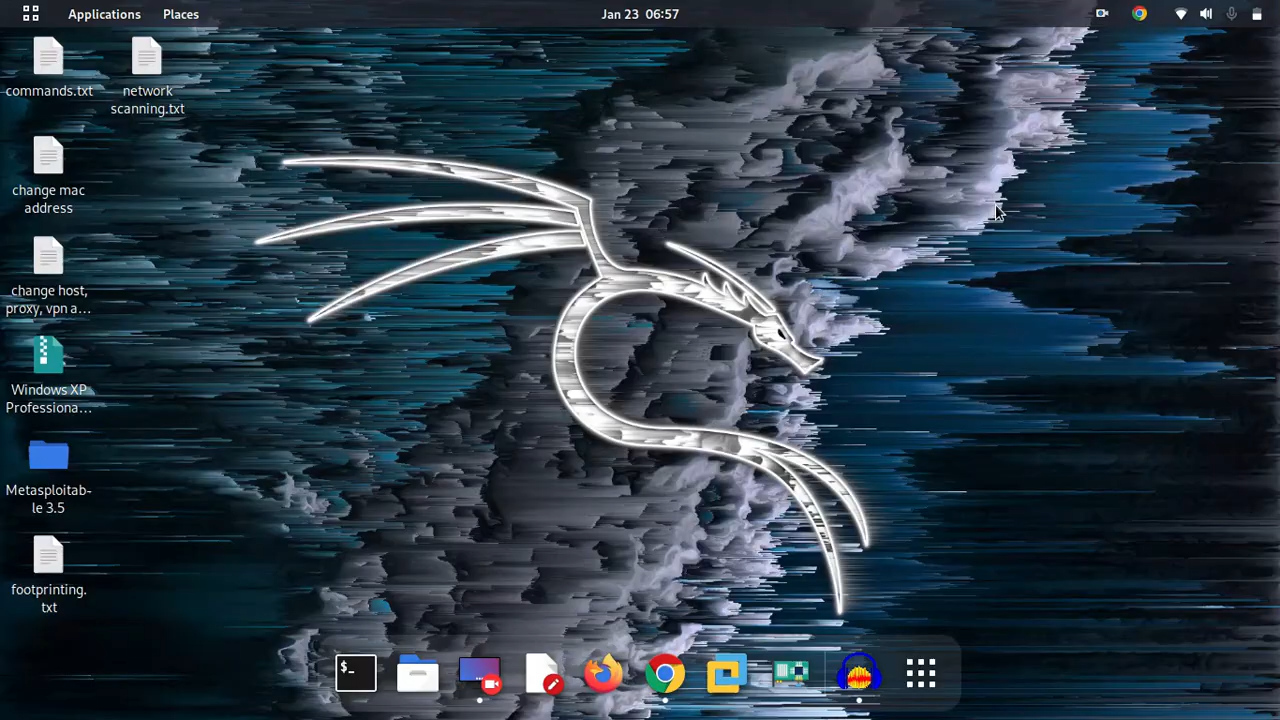 Applications Places Jan 23 06:57
commands.txt
network
scanning.txt
change mac
address
change host,
proxy, vpn a...
Windows XP
Professiona...
Metasploitab-
le 3.5
footprinting.
txt
$_